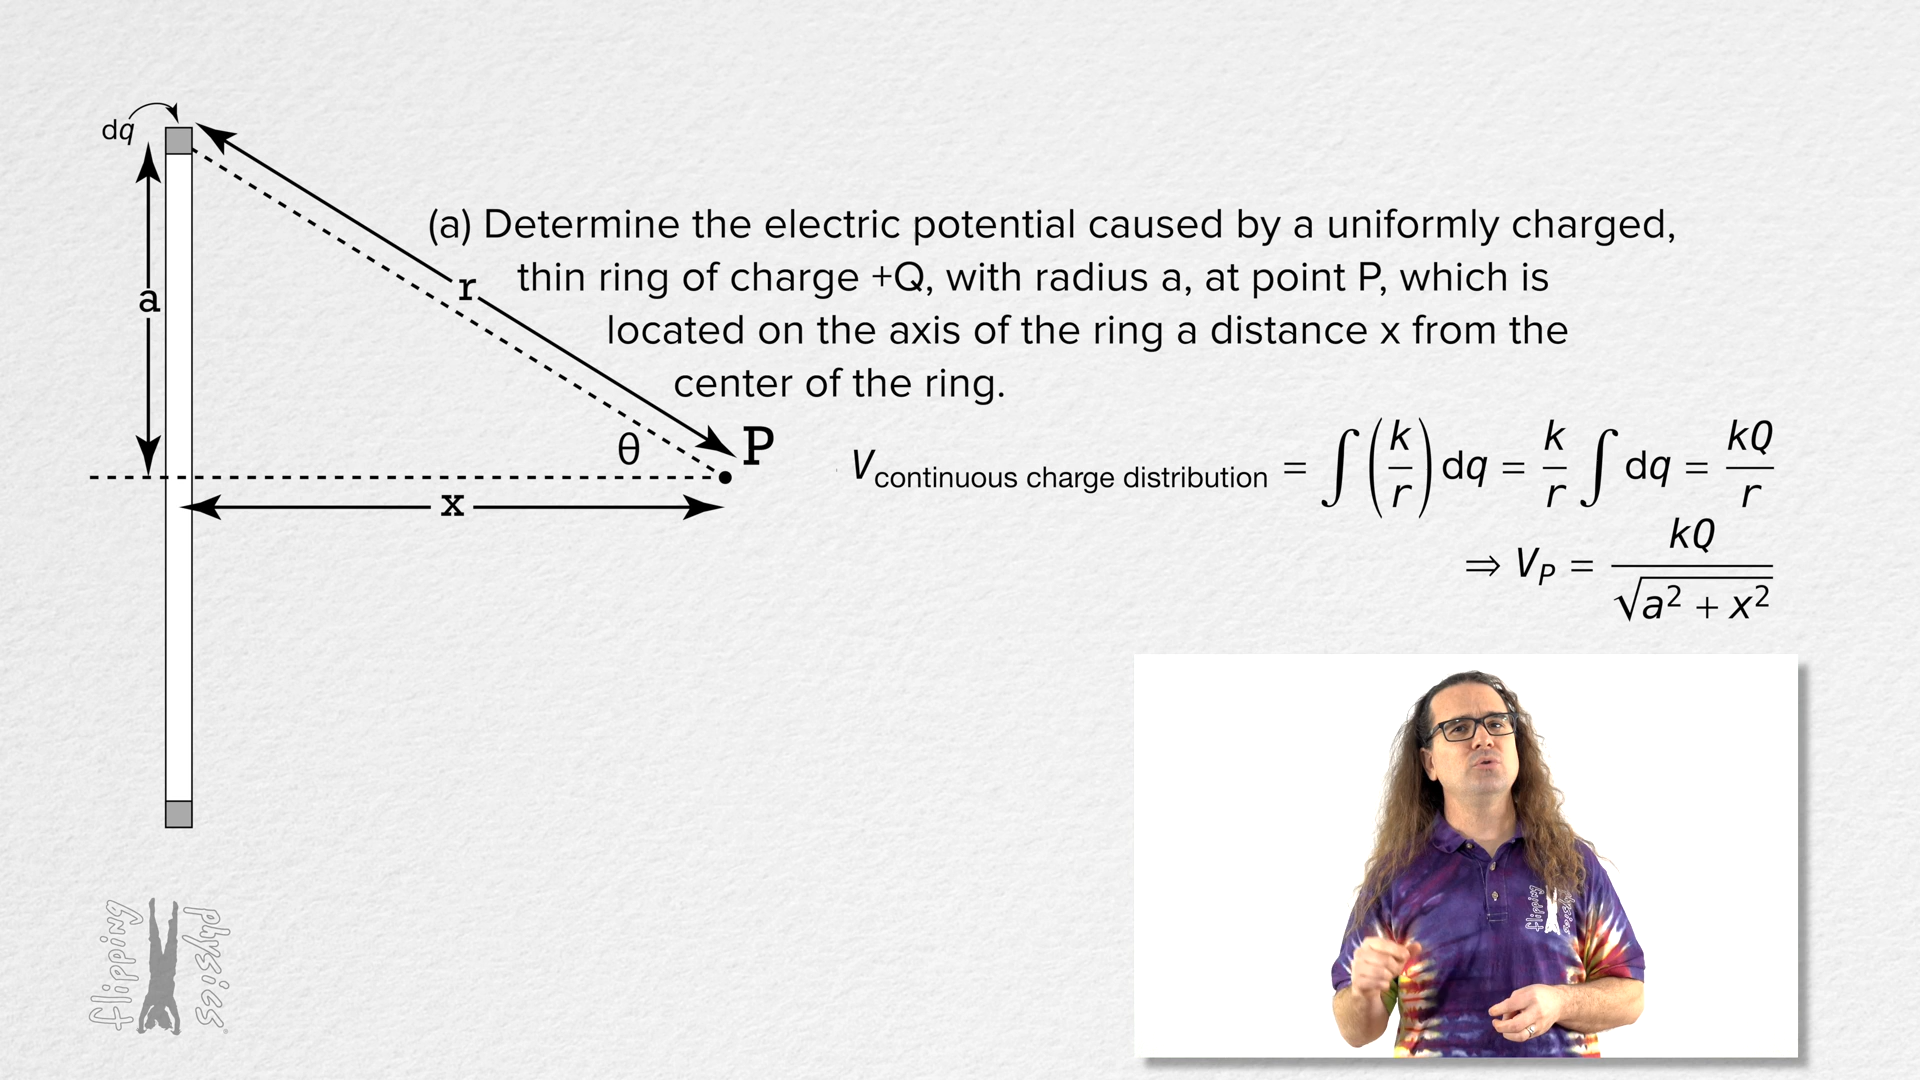 dq
a
r
θ
P
x
(a) Determine the electric potential caused by a uniformly charged,
thin ring of charge +Q, with radius a, at point P, which is
located on the axis of the ring a distance x from the
center of the ring.
V_continuous charge distribution = ∫(k/r)dq = k/r ∫dq = kQ/r
⇒ V_P = kQ/√(a² + x²)
flipping
physics
flipping
physics